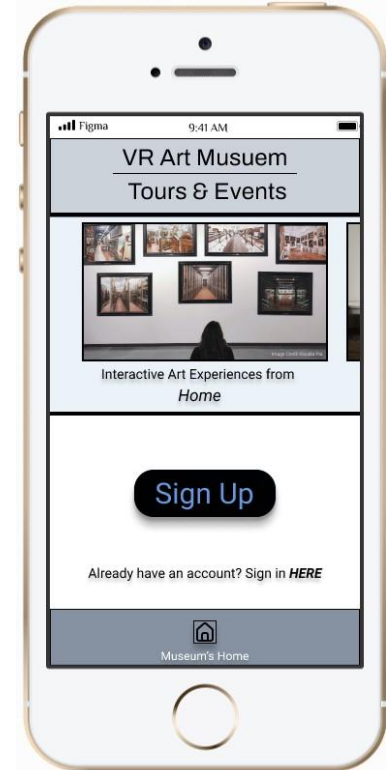 Figma
9:41 AM
VR Art Musuem
Tours & Events
Interactive Art Experiences from
Home
Sign Up
Already have an account? Sign in HERE
Museum's Home